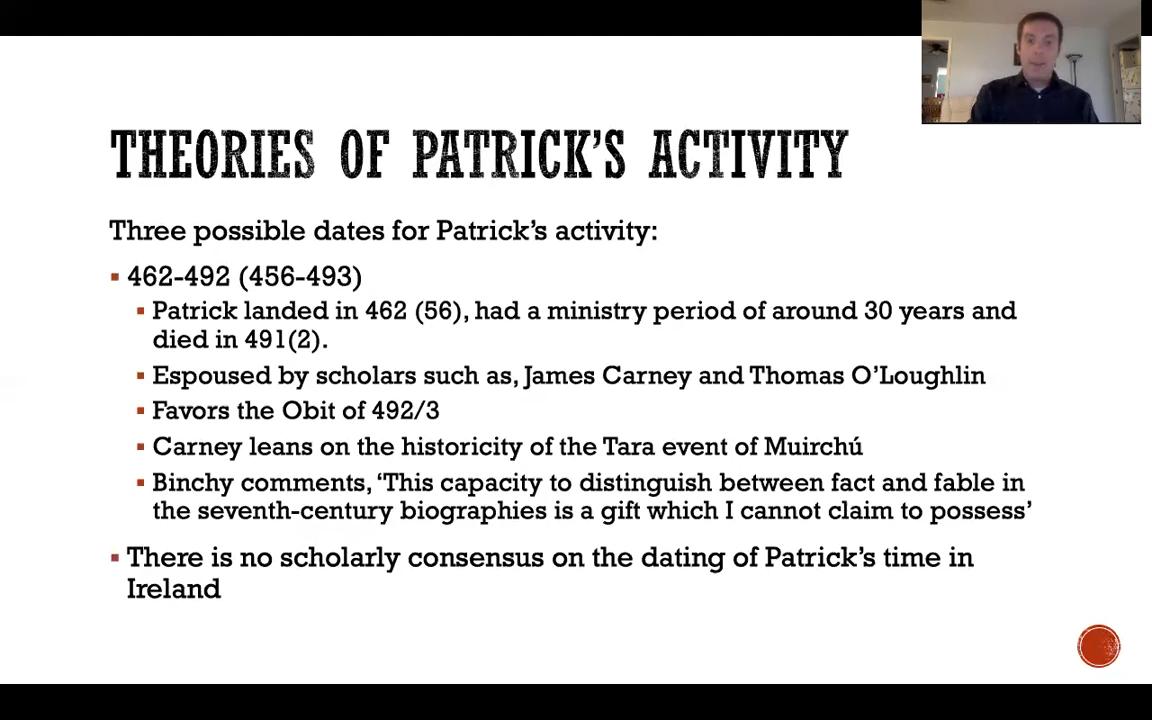 THEORIES OF PATRICK'S ACTIVITY
Three possible dates for Patrick's activity:
462-492 (456-493)
Patrick landed in 462 (56), had a ministry period of around 30 years and
died in 491(2).
Espoused by scholars such as, James Carney and Thomas O'Loughlin
Favors the Obit of 492/3
Carney leans on the historicity of the Tara event of Muirchú
Binchy comments, ‘This capacity to distinguish between fact and fable in
the seventh-century biographies is a gift which I cannot claim to possess’
There is no scholarly consensus on the dating of Patrick's time in
Ireland